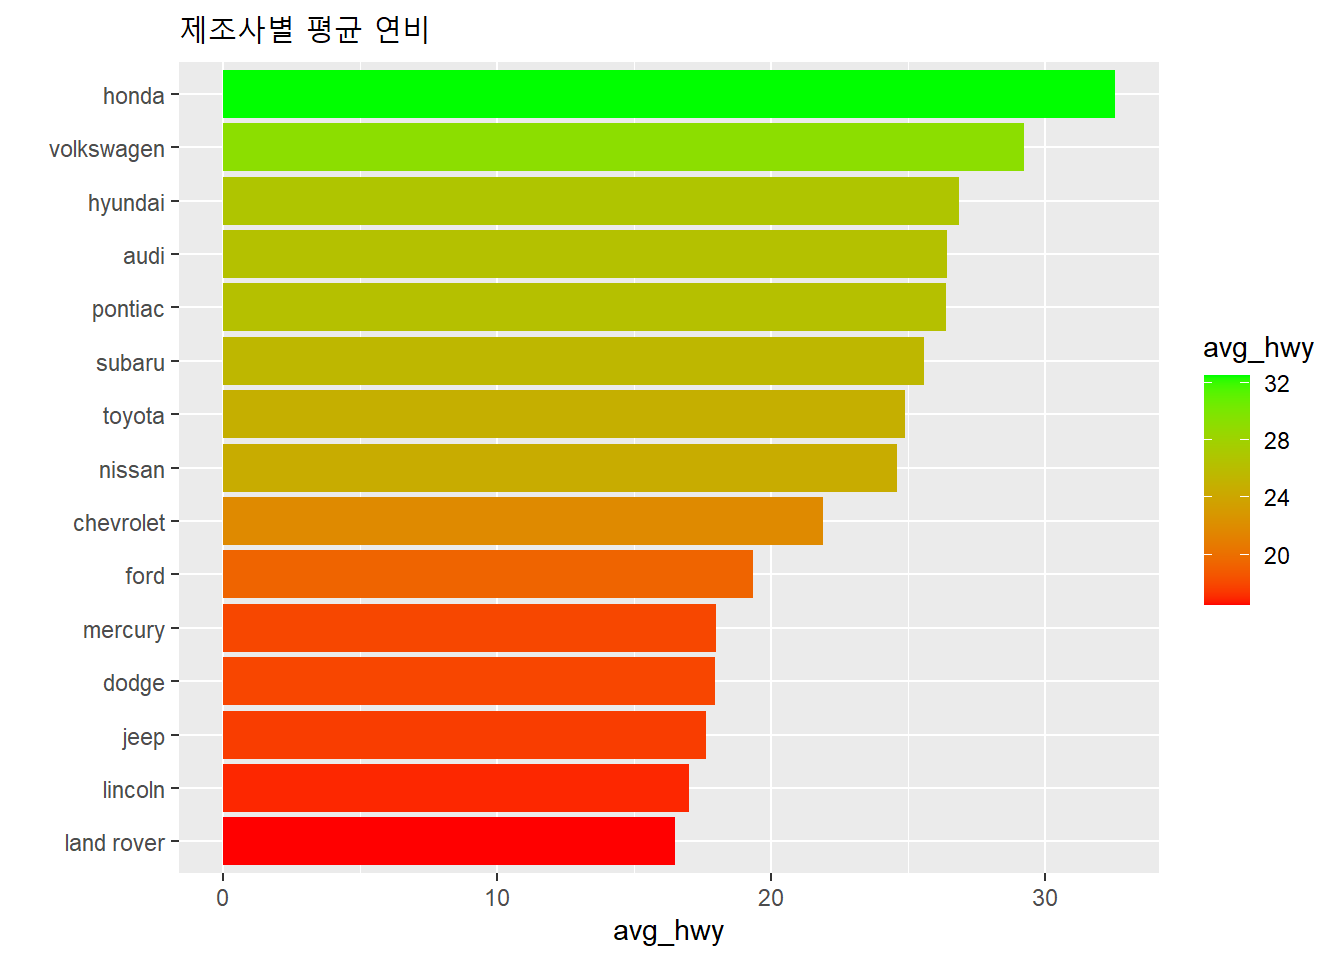 제조사별 평균 연비
honda
volkswagen
hyundai
audi
pontiac
subaru
toyota
nissan
chevrolet
ford
mercury
dodge
jeep
lincoln
land rover
0 10 20 30
avg_hwy
avg_hwy
32
28
24
20